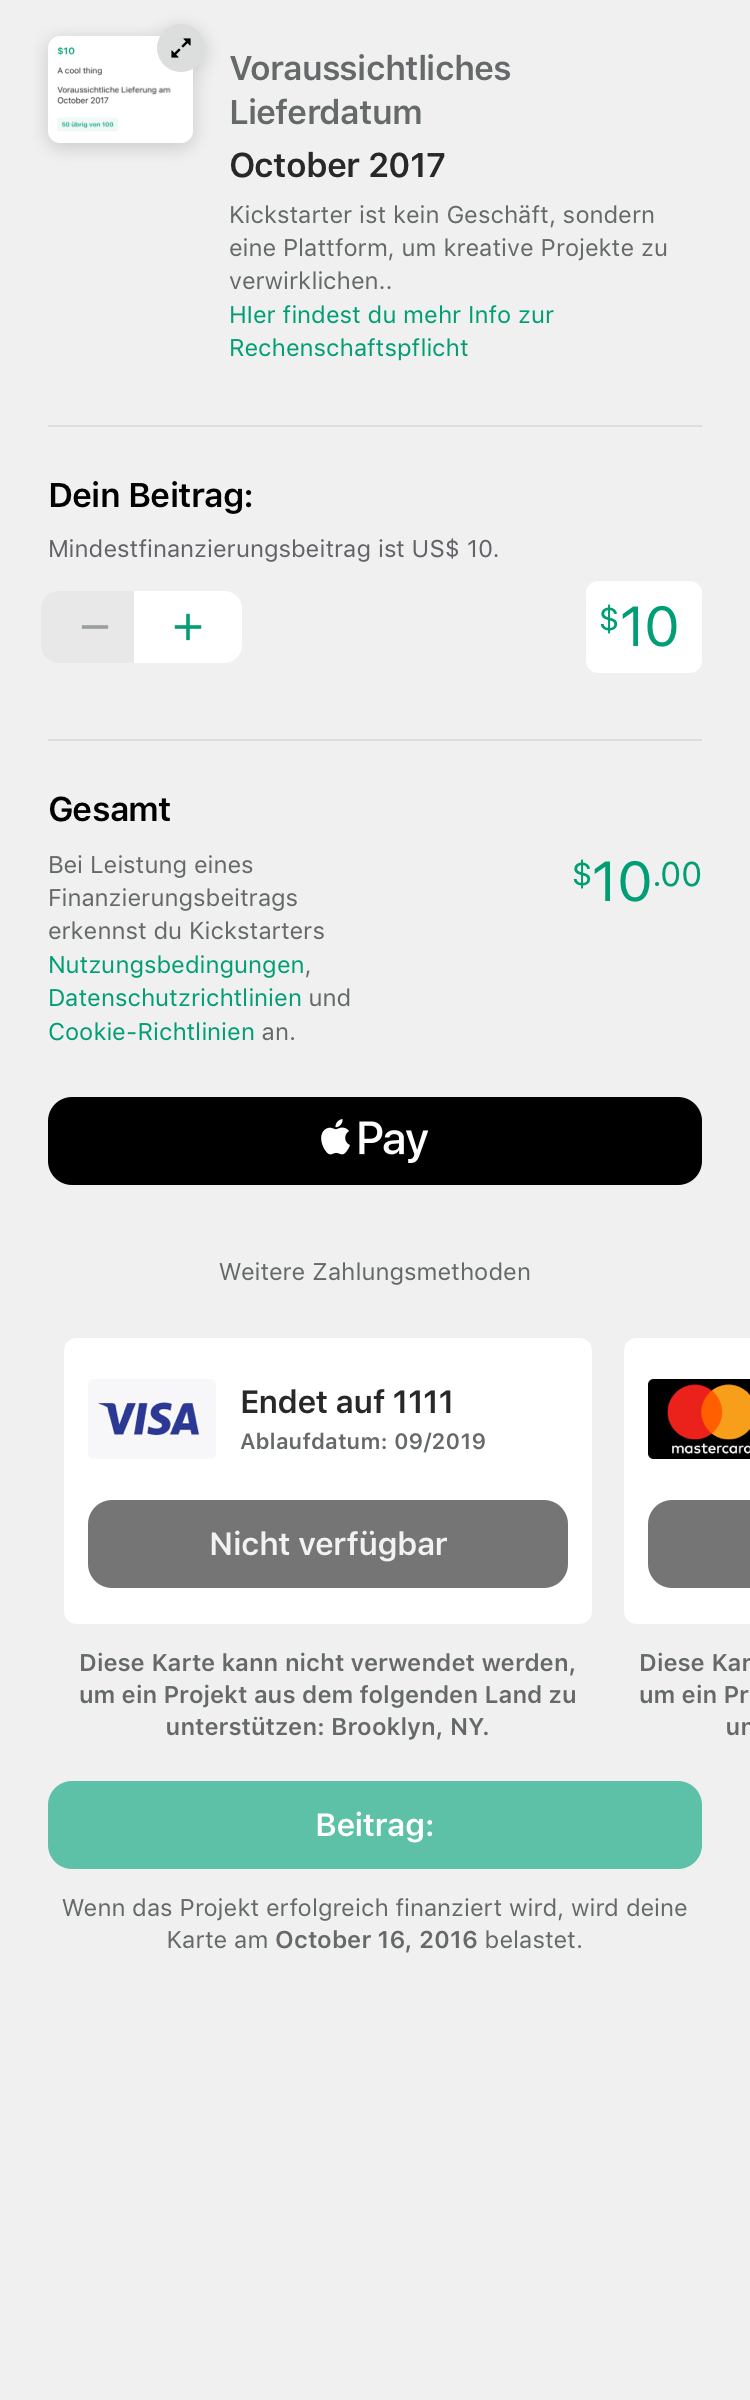 $10
A cool thing
Voraussichtliche Lieferung am
October 2017
50 übrig von 100
Voraussichtliches
Lieferdatum
October 2017
Kickstarter ist kein Geschäft, sondern
eine Plattform, um kreative Projekte zu
verwirklichen..
HIer findest du mehr Info zur
Rechenschaftspflicht
Dein Beitrag:
Mindestfinanzierungsbeitrag ist US$ 10.
− +
$10
Gesamt
Bei Leistung eines
Finanzierungsbeitrags
erkennst du Kickstarters
Nutzungsbedingungen,
Datenschutzrichtlinien und
Cookie-Richtlinien an.
$10.00
Pay
Weitere Zahlungsmethoden
VISA
Endet auf 1111
Ablaufdatum: 09/2019
Nicht verfügbar
mastercard
Diese Karte kann nicht verwendet werden,
um ein Projekt aus dem folgenden Land zu
unterstützen: Brooklyn, NY.
Diese Kar
um ein Pr
un
Beitrag:
Wenn das Projekt erfolgreich finanziert wird, wird deine
Karte am October 16, 2016 belastet.